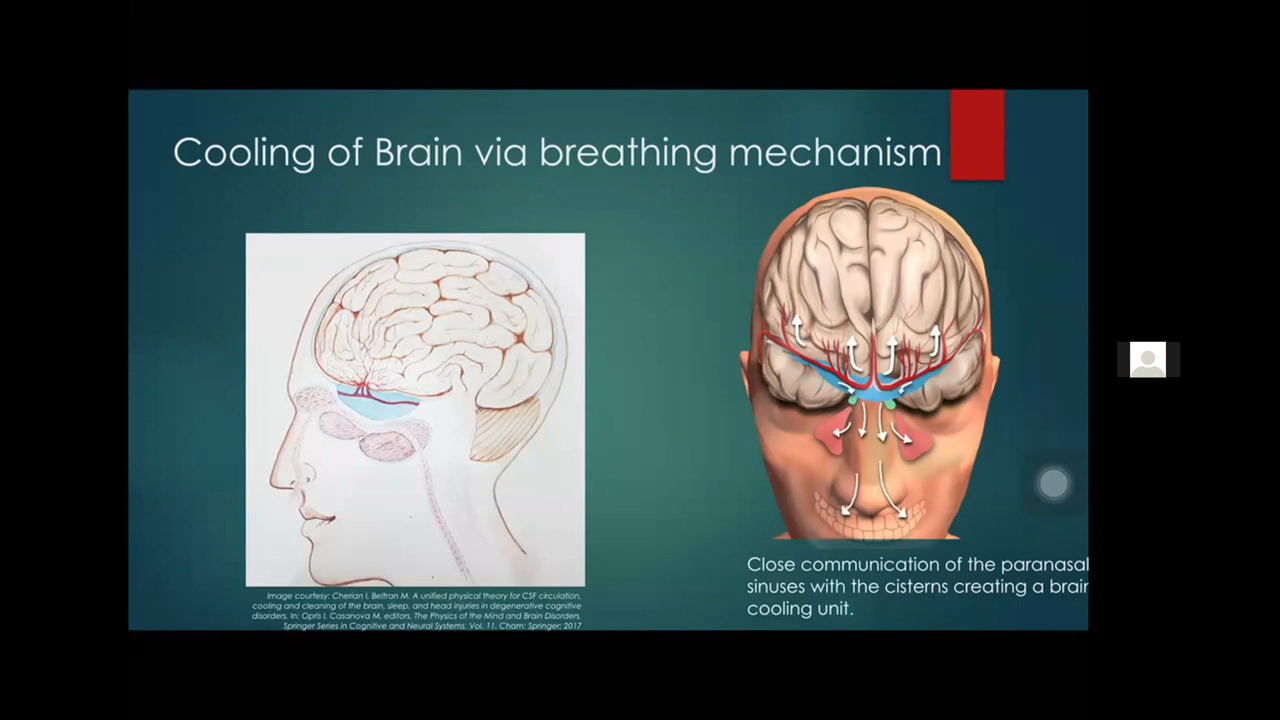 Cooling of Brain via breathing mechanism
Image courtesy: Cherian I, Beltran M. A unified physical theory for CSF circulation,
cooling and cleaning of the brain, sleep, and head injuries in degenerative cognitive
disorders. In: Opris I, Casanova M, editors. The Physics of the Mind and Brain Disorders.
Springer Series in Cognitive and Neural Systems. Vol. 11. Cham: Springer; 2017
Close communication of the paranasal
sinuses with the cisterns creating a brain
cooling unit.